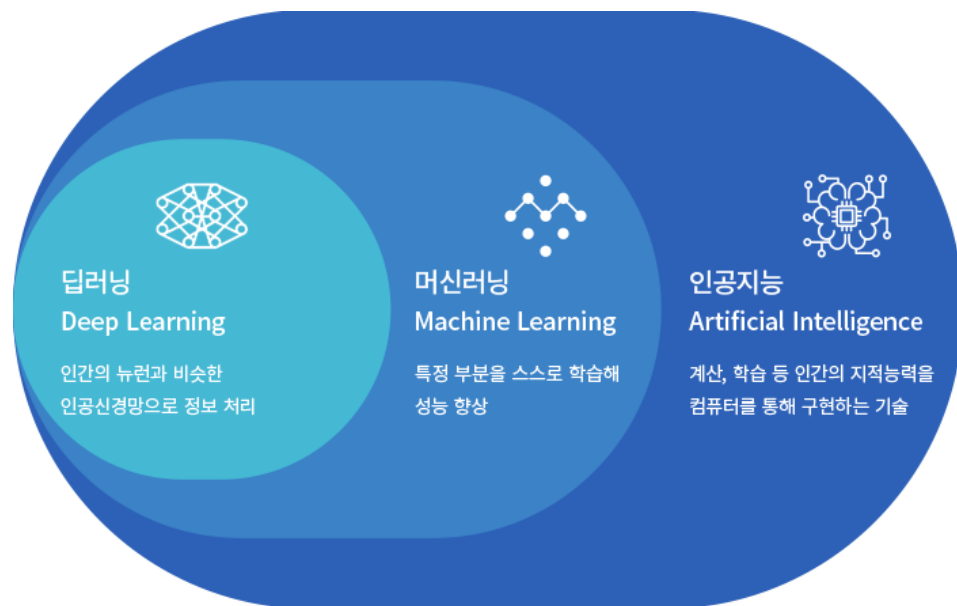 딥러닝
Deep Learning
인간의 뉴런과 비슷한
인공신경망으로 정보 처리
머신러닝
Machine Learning
특정 부분을 스스로 학습해
성능 향상
인공지능
Artificial Intelligence
계산, 학습 등 인간의 지적능력을
컴퓨터를 통해 구현하는 기술